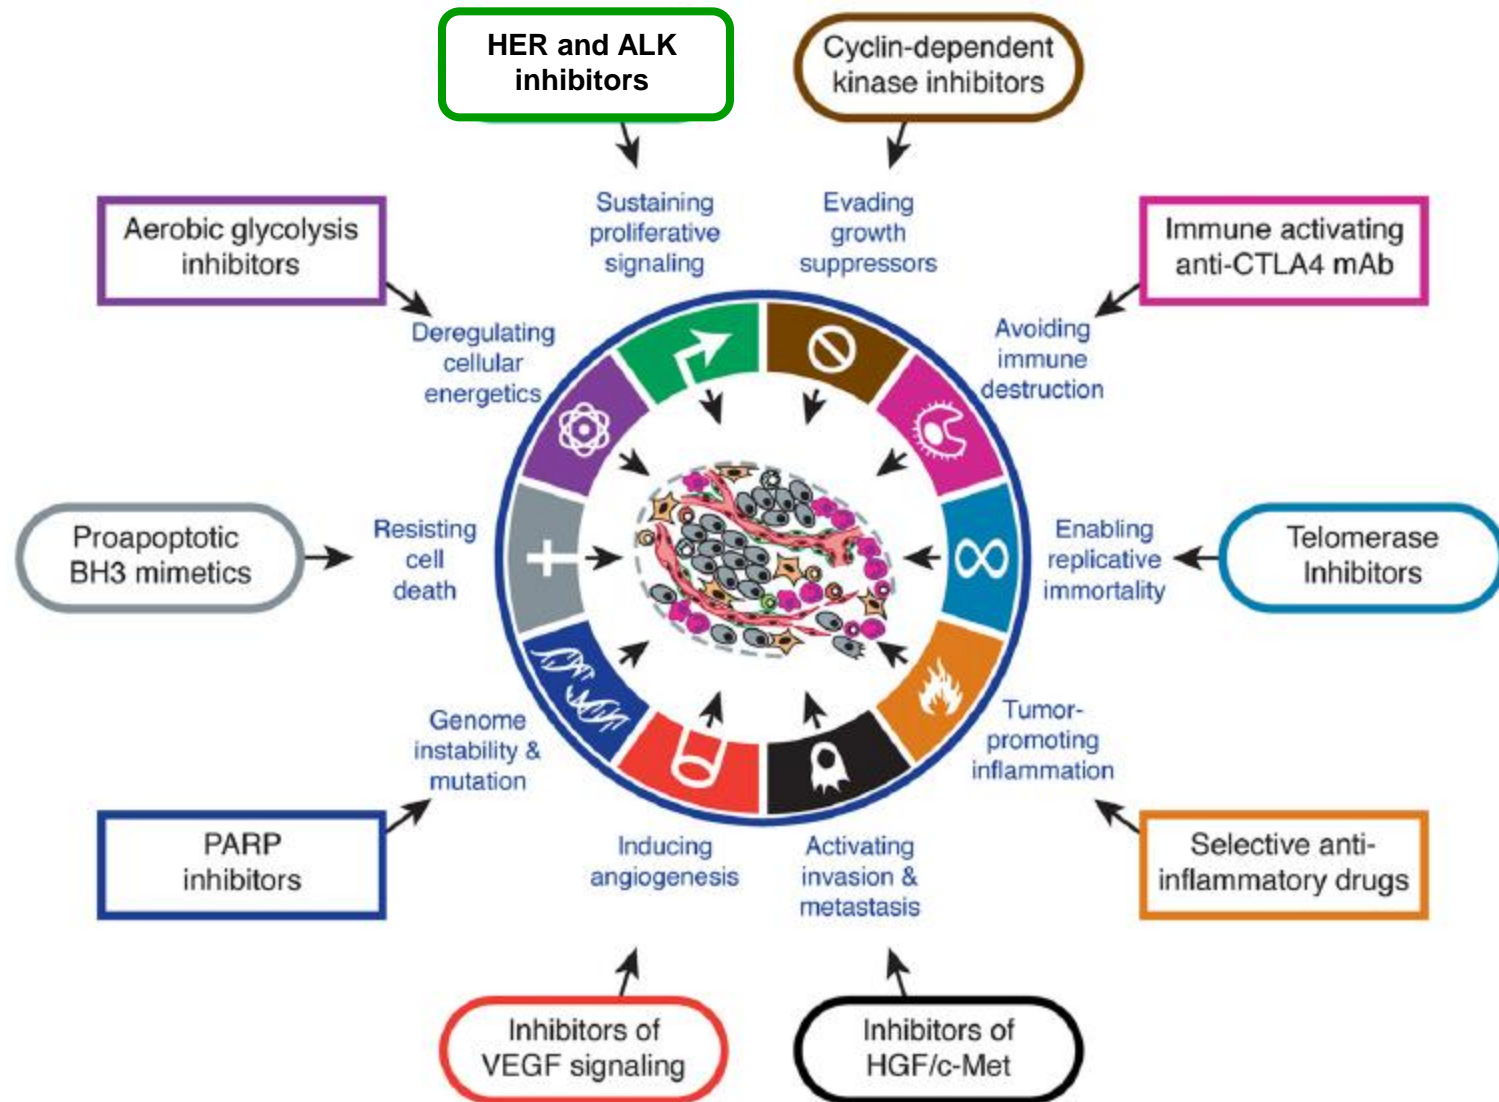 HER and ALK
inhibitors
Cyclin-dependent
kinase inhibitors
Aerobic glycolysis
inhibitors
Sustaining
proliferative
signaling
Evading
growth
suppressors
Immune activating
anti-CTLA4 mAb
Deregulating
cellular
energetics
Avoiding
immune
destruction
Proapoptotic
BH3 mimetics
Resisting
cell
death
Enabling
replicative
immortality
Telomerase
Inhibitors
Genome
instability &
mutation
Tumor-
promoting
inflammation
PARP
inhibitors
Inducing
angiogenesis
Activating
invasion &
metastasis
Selective anti-
inflammatory drugs
Inhibitors of
VEGF signaling
Inhibitors of
HGF/c-Met